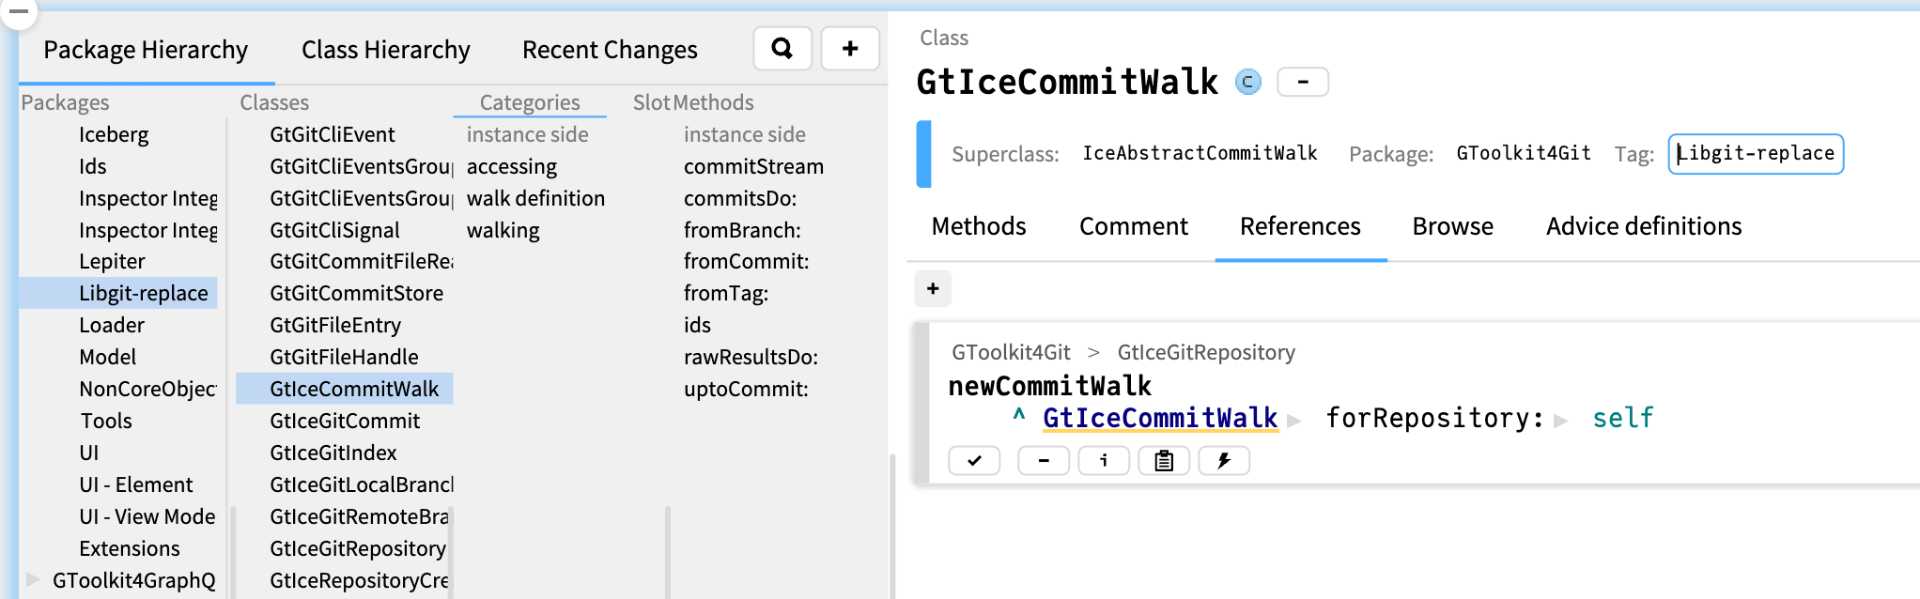 Package Hierarchy Class Hierarchy Recent Changes
Packages Classes Categories Slot Methods
Iceberg GtGitCliEvent instance side instance side
Ids GtGitCliEventsGrou accessing commitStream
Inspector Integ GtGitCliEventsGrou walk definition commitsDo:
Inspector Integ GtGitCliSignal walking fromBranch:
Lepiter GtGitCommitFileRea fromCommit:
Libgit-replace GtGitCommitStore fromTag:
Loader GtGitFileEntry ids
Model GtGitFileHandle rawResultsDo:
NonCoreObjec GtIceCommitWalk uptoCommit:
Tools GtIceGitCommit
UI GtIceGitIndex
UI - Element GtIceGitLocalBranc
UI - View Mode GtIceGitRemoteBra
Extensions GtIceGitRepository
GToolkit4GraphQ GtIceRepositoryCre
Class
GtIceCommitWalk C
Superclass: IceAbstractCommitWalk Package: GToolkit4Git Tag: Libgit-replace
Methods Comment References Browse Advice definitions
GToolkit4Git > GtIceGitRepository
newCommitWalk
^ GtIceCommitWalk forRepository: self